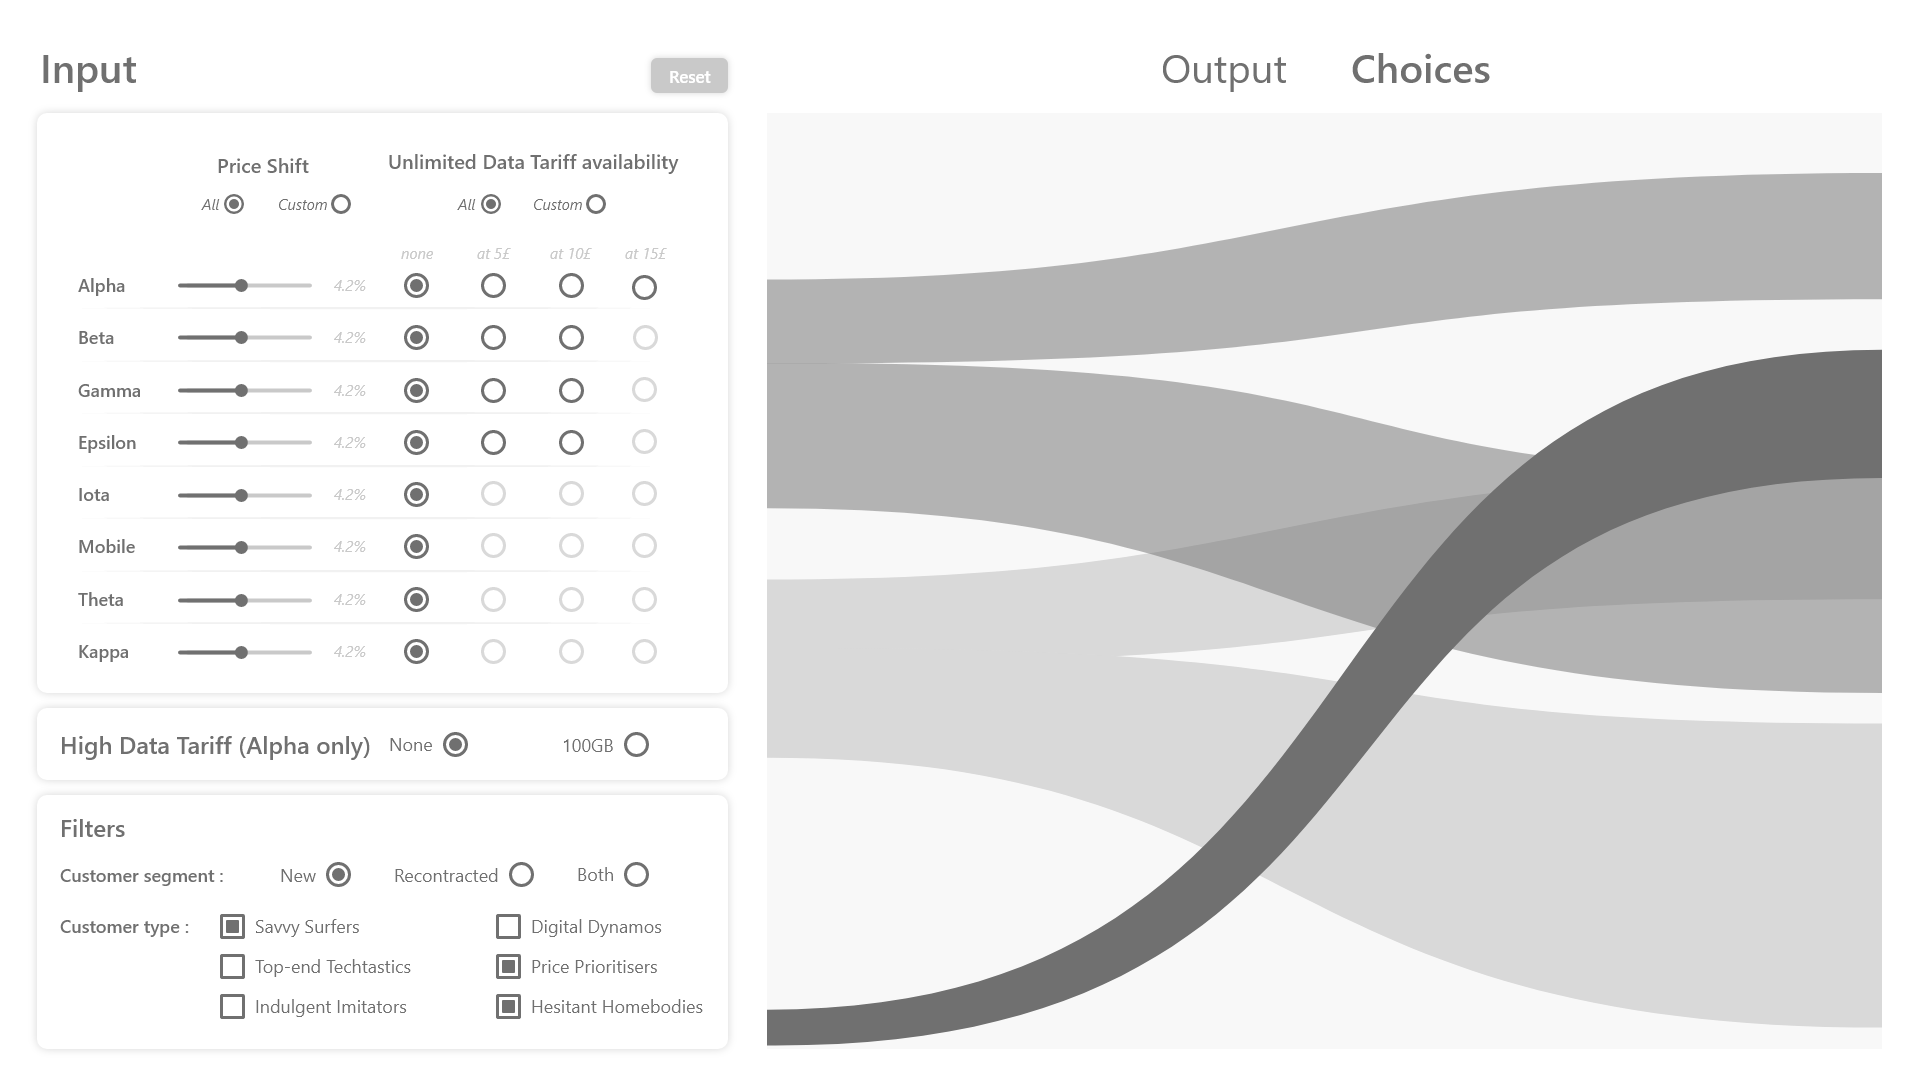 Input
Reset
Output
Choices
Price Shift
Unlimited Data Tariff availability
All
Custom
All
Custom
none
at 5£
at 10£
at 15£
Alpha
4.2%
Beta
4.2%
Gamma
4.2%
Epsilon
4.2%
Iota
4.2%
Mobile
4.2%
Theta
4.2%
Kappa
4.2%
High Data Tariff (Alpha only)
None
100GB
Filters
Customer segment :
New
Recontracted
Both
Customer type :
Savvy Surfers
Digital Dynamos
Top-end Techtastics
Price Prioritisers
Indulgent Imitators
Hesitant Homebodies